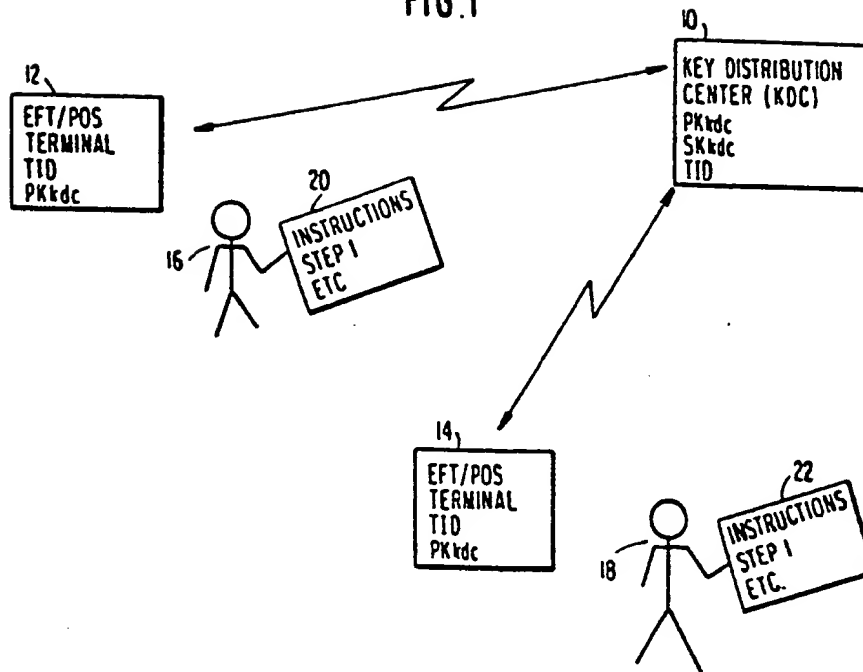 FIG.1
10
KEY DISTRIBUTION
CENTER (KDC)
PKkdc
SKkdc
TID
12
EFT/POS
TERMINAL
TID
PKkdc
16
20
INSTRUCTIONS
STEP 1
ETC
14
EFT/POS
TERMINAL
TID
PKkdc
18
22
INSTRUCTIONS
STEP 1
ETC.